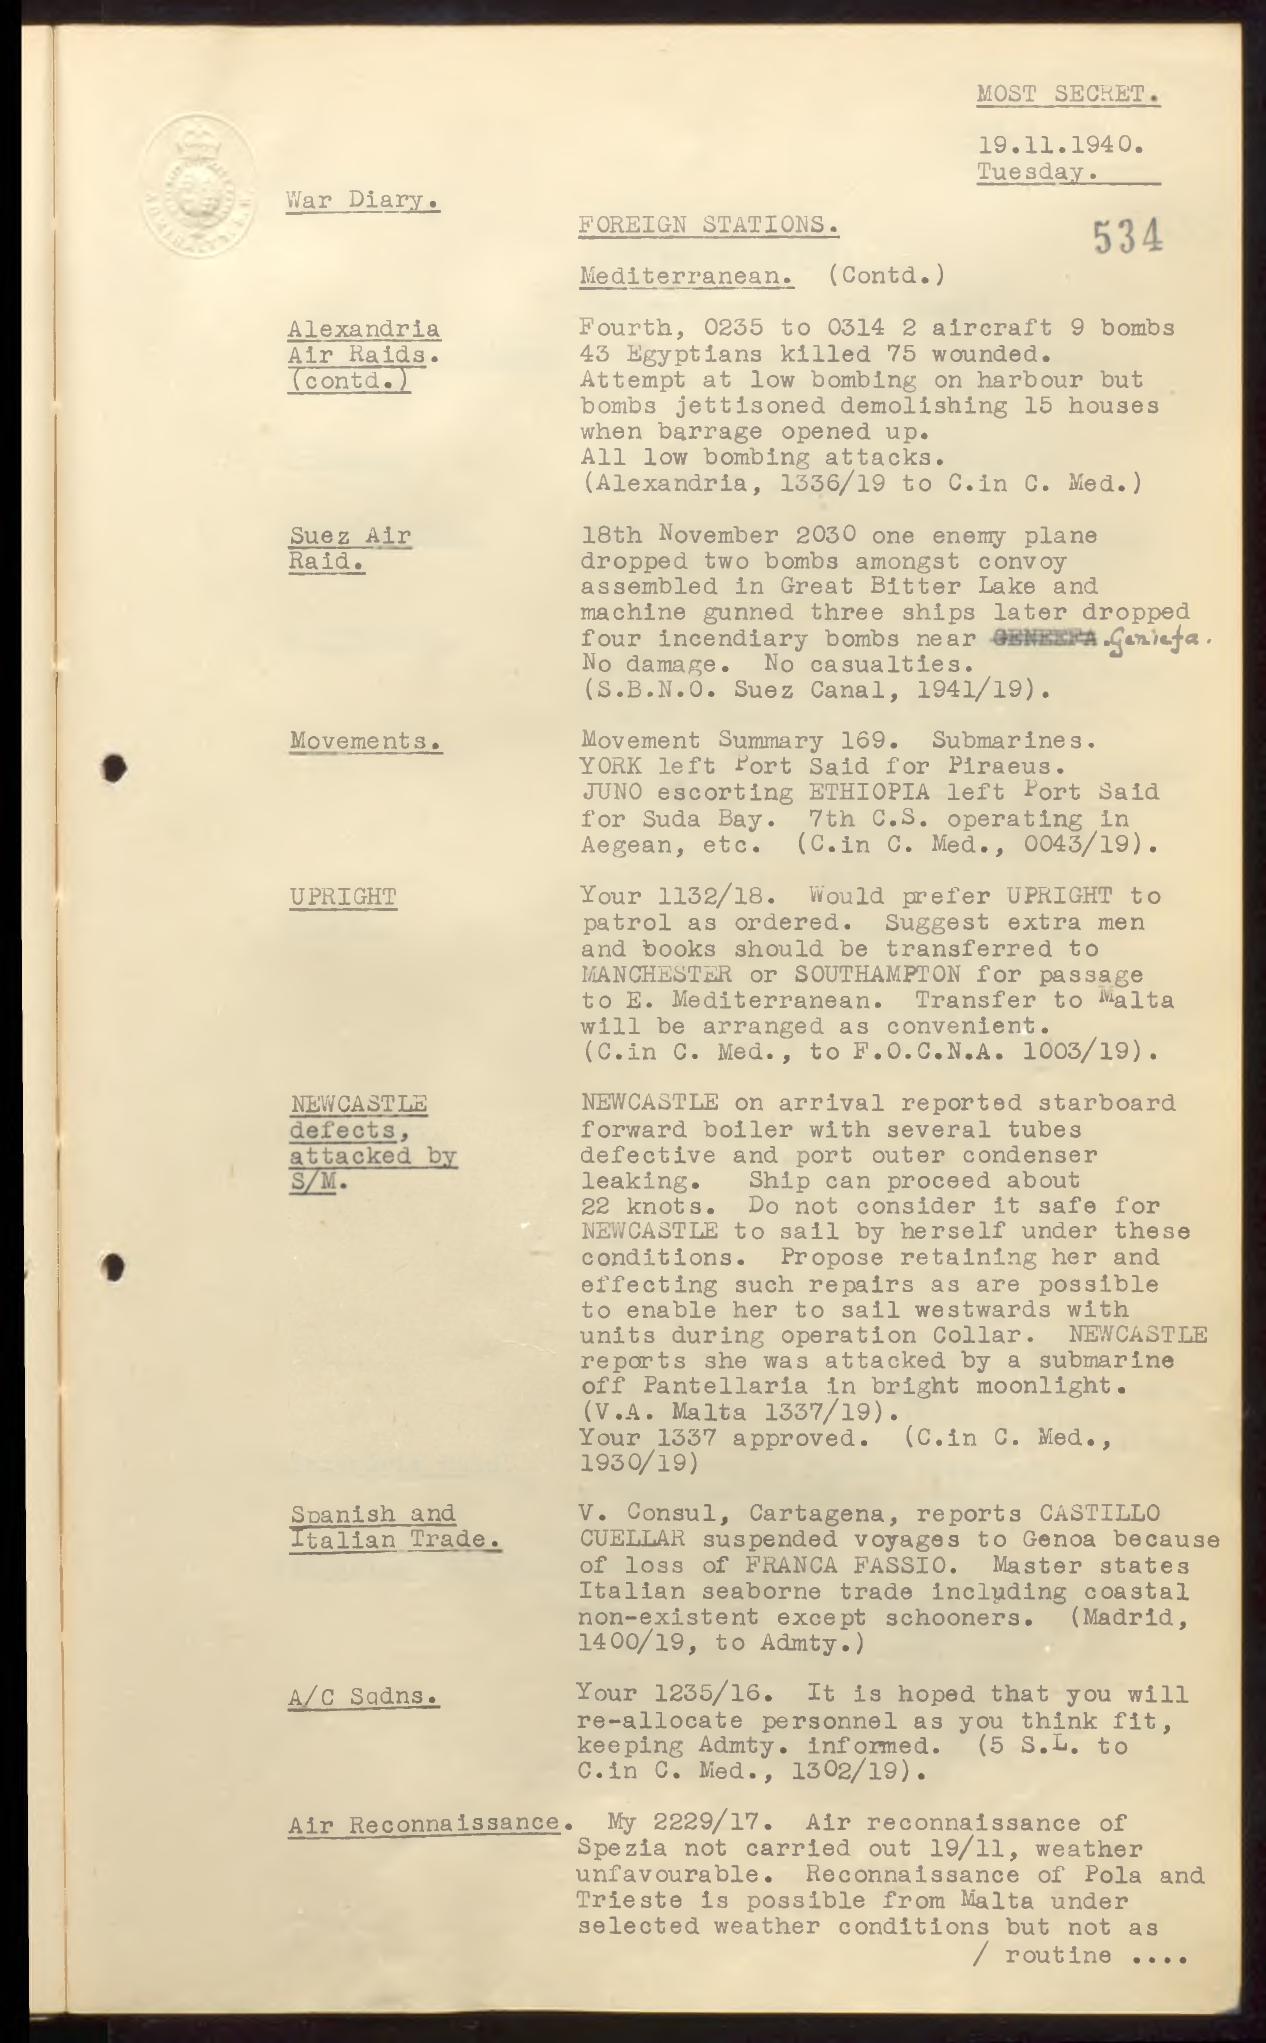 MOST SECRET.
19.11.1940.
Tuesday.
War Diary.
FOREIGN STATIONS.
534
Mediterranean. (Contd.)
Alexandria
Air Raids.
(contd.)
Fourth, 0235 to 0314 2 aircraft 9 bombs
43 Egyptians killed 75 wounded.
Attempt at low bombing on harbour but
bombs jettisoned demolishing 15 houses
when barrage opened up.
All low bombing attacks.
(Alexandria, 1336/19 to C.in C. Med.)
Suez Air
Raid.
18th November 2030 one enemy plane
dropped two bombs amongst convoy
assembled in Great Bitter Lake and
machine gunned three ships later dropped
four incendiary bombs near GENEEFA. Geniefa.
No damage. No casualties.
(S.B.N.O. Suez Canal, 1941/19).
Movements.
Movement Summary 169. Submarines.
YORK left Port Said for Piraeus.
JUNO escorting ETHIOPIA left Port Said
for Suda Bay. 7th C.S. operating in
Aegean, etc. (C.in C. Med., 0043/19).
UPRIGHT
Your 1132/18. Would prefer UPRIGHT to
patrol as ordered. Suggest extra men
and books should be transferred to
MANCHESTER or SOUTHAMPTON for passage
to E. Mediterranean. Transfer to Malta
will be arranged as convenient.
(C.in C. Med., to F.O.C.N.A. 1003/19).
NEWCASTLE
defects,
attacked by
S/M.
NEWCASTLE on arrival reported starboard
forward boiler with several tubes
defective and port outer condenser
leaking. Ship can proceed about
22 knots. Do not consider it safe for
NEWCASTLE to sail by herself under these
conditions. Propose retaining her and
effecting such repairs as are possible
to enable her to sail westwards with
units during operation Collar. NEWCASTLE
reports she was attacked by a submarine
off Pantellaria in bright moonlight.
(V.A. Malta 1337/19).
Your 1337 approved. (C.in C. Med.,
1930/19)
Spanish and
Italian Trade.
V. Consul, Cartagena, reports CASTILLO
CUELLAR suspended voyages to Genoa because
of loss of FRANCA FASSIO. Master states
Italian seaborne trade including coastal
non-existent except schooners. (Madrid,
1400/19, to Admty.)
A/C Sqdns.
Your 1235/16. It is hoped that you will
re-allocate personnel as you think fit,
keeping Admty. informed. (5 S.L. to
C.in C. Med., 1302/19).
Air Reconnaissance.
My 2229/17. Air reconnaissance of
Spezia not carried out 19/11, weather
unfavourable. Reconnaissance of Pola and
Trieste is possible from Malta under
selected weather conditions but not as
/ routine ....